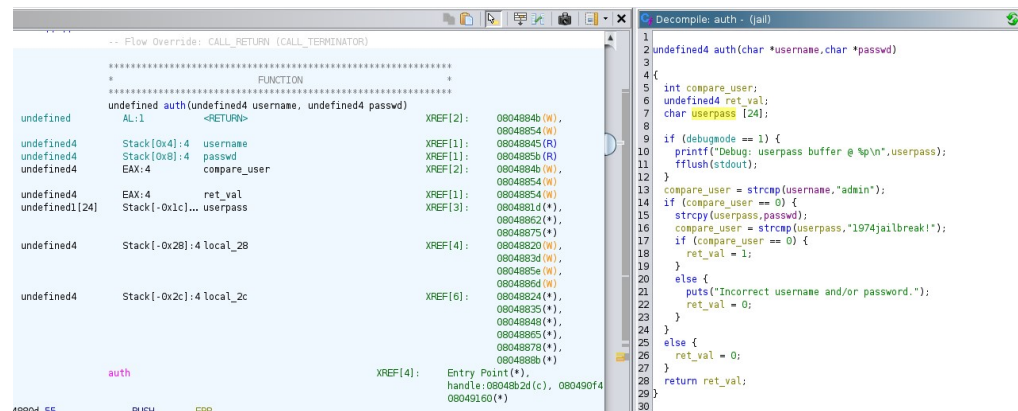 -- Flow Override: CALL_RETURN (CALL_TERMINATOR)
**************************************************************
* FUNCTION *
**************************************************************
undefined auth(undefined4 username, undefined4 passwd)
undefined AL:1 <RETURN> XREF[2]: 0804884b(W),
08048854(W)
undefined4 Stack[0x4]:4 username XREF[1]: 08048845(R)
undefined4 Stack[0x8]:4 passwd XREF[1]: 0804885b(R)
undefined4 EAX:4 compare_user XREF[2]: 0804884b(W),
08048854(W)
undefined4 EAX:4 ret_val XREF[1]: 08048854(W)
undefined1[24] Stack[-0x1c]... userpass XREF[3]: 0804881d(*),
08048862(*),
08048875(*)
undefined4 Stack[-0x28]:4 local_28 XREF[4]: 08048820(W),
0804883d(W),
0804885e(W),
0804886d(W)
undefined4 Stack[-0x2c]:4 local_2c XREF[6]: 08048824(*),
08048835(*),
08048848(*),
08048865(*),
08048878(*),
0804888b(*)
auth XREF[4]: Entry Point(*),
handle:08048b2d(c), 080490f4
08049160(*)
Decompile: auth - (jail)
1
2 undefined4 auth(char *username,char *passwd)
3
4 {
5 int compare_user;
6 undefined4 ret_val;
7 char userpass [24];
8
9 if (debugmode == 1) {
10 printf("Debug: userpass buffer @ %p\n",userpass);
11 fflush(stdout);
12 }
13 compare_user = strcmp(username,"admin");
14 if (compare_user == 0) {
15 strcpy(userpass,passwd);
16 compare_user = strcmp(userpass,"1974jailbreak!");
17 if (compare_user == 0) {
18 ret_val = 1;
19 }
20 else {
21 puts("Incorrect username and/or password.");
22 ret_val = 0;
23 }
24 }
25 else {
26 ret_val = 0;
27 }
28 return ret_val;
29 }
30